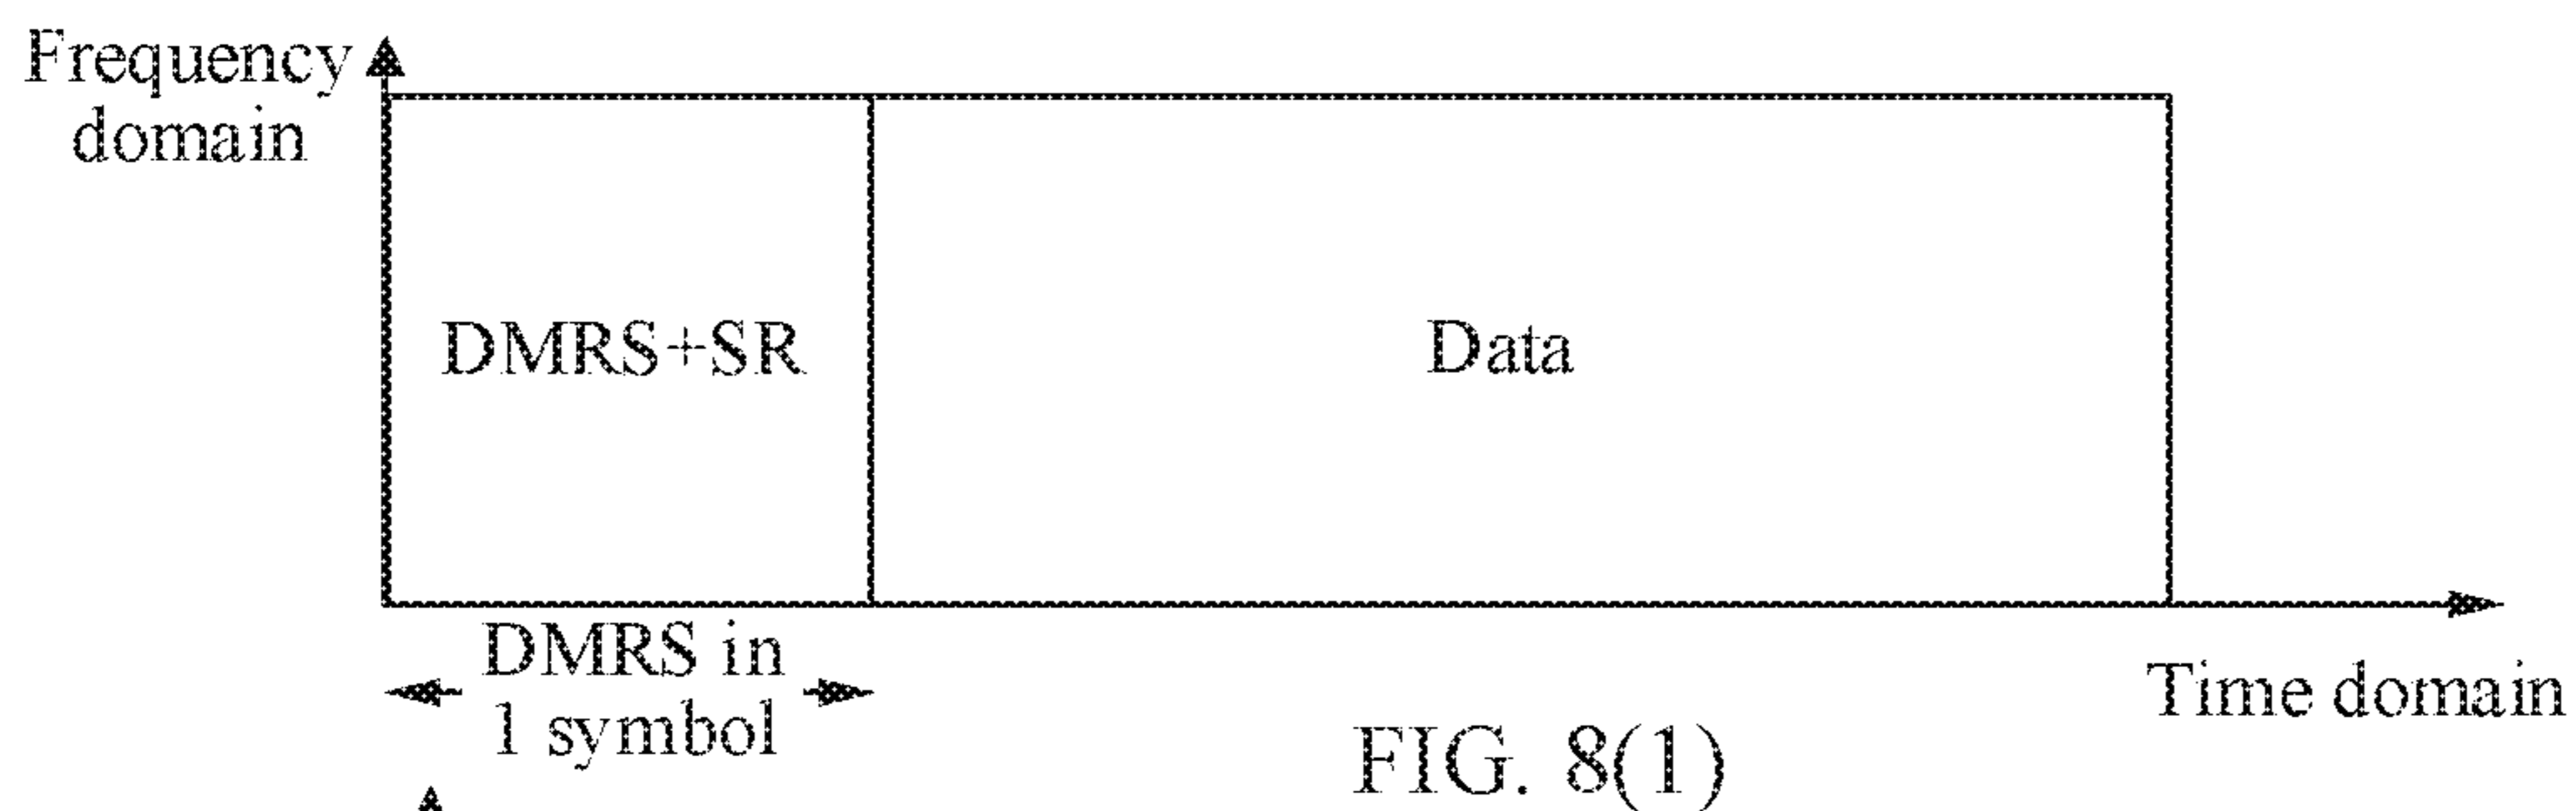 Frequency
domain
DMRS+SR
Data
DMRS in
1 symbol
Time domain
FIG. 8(1)